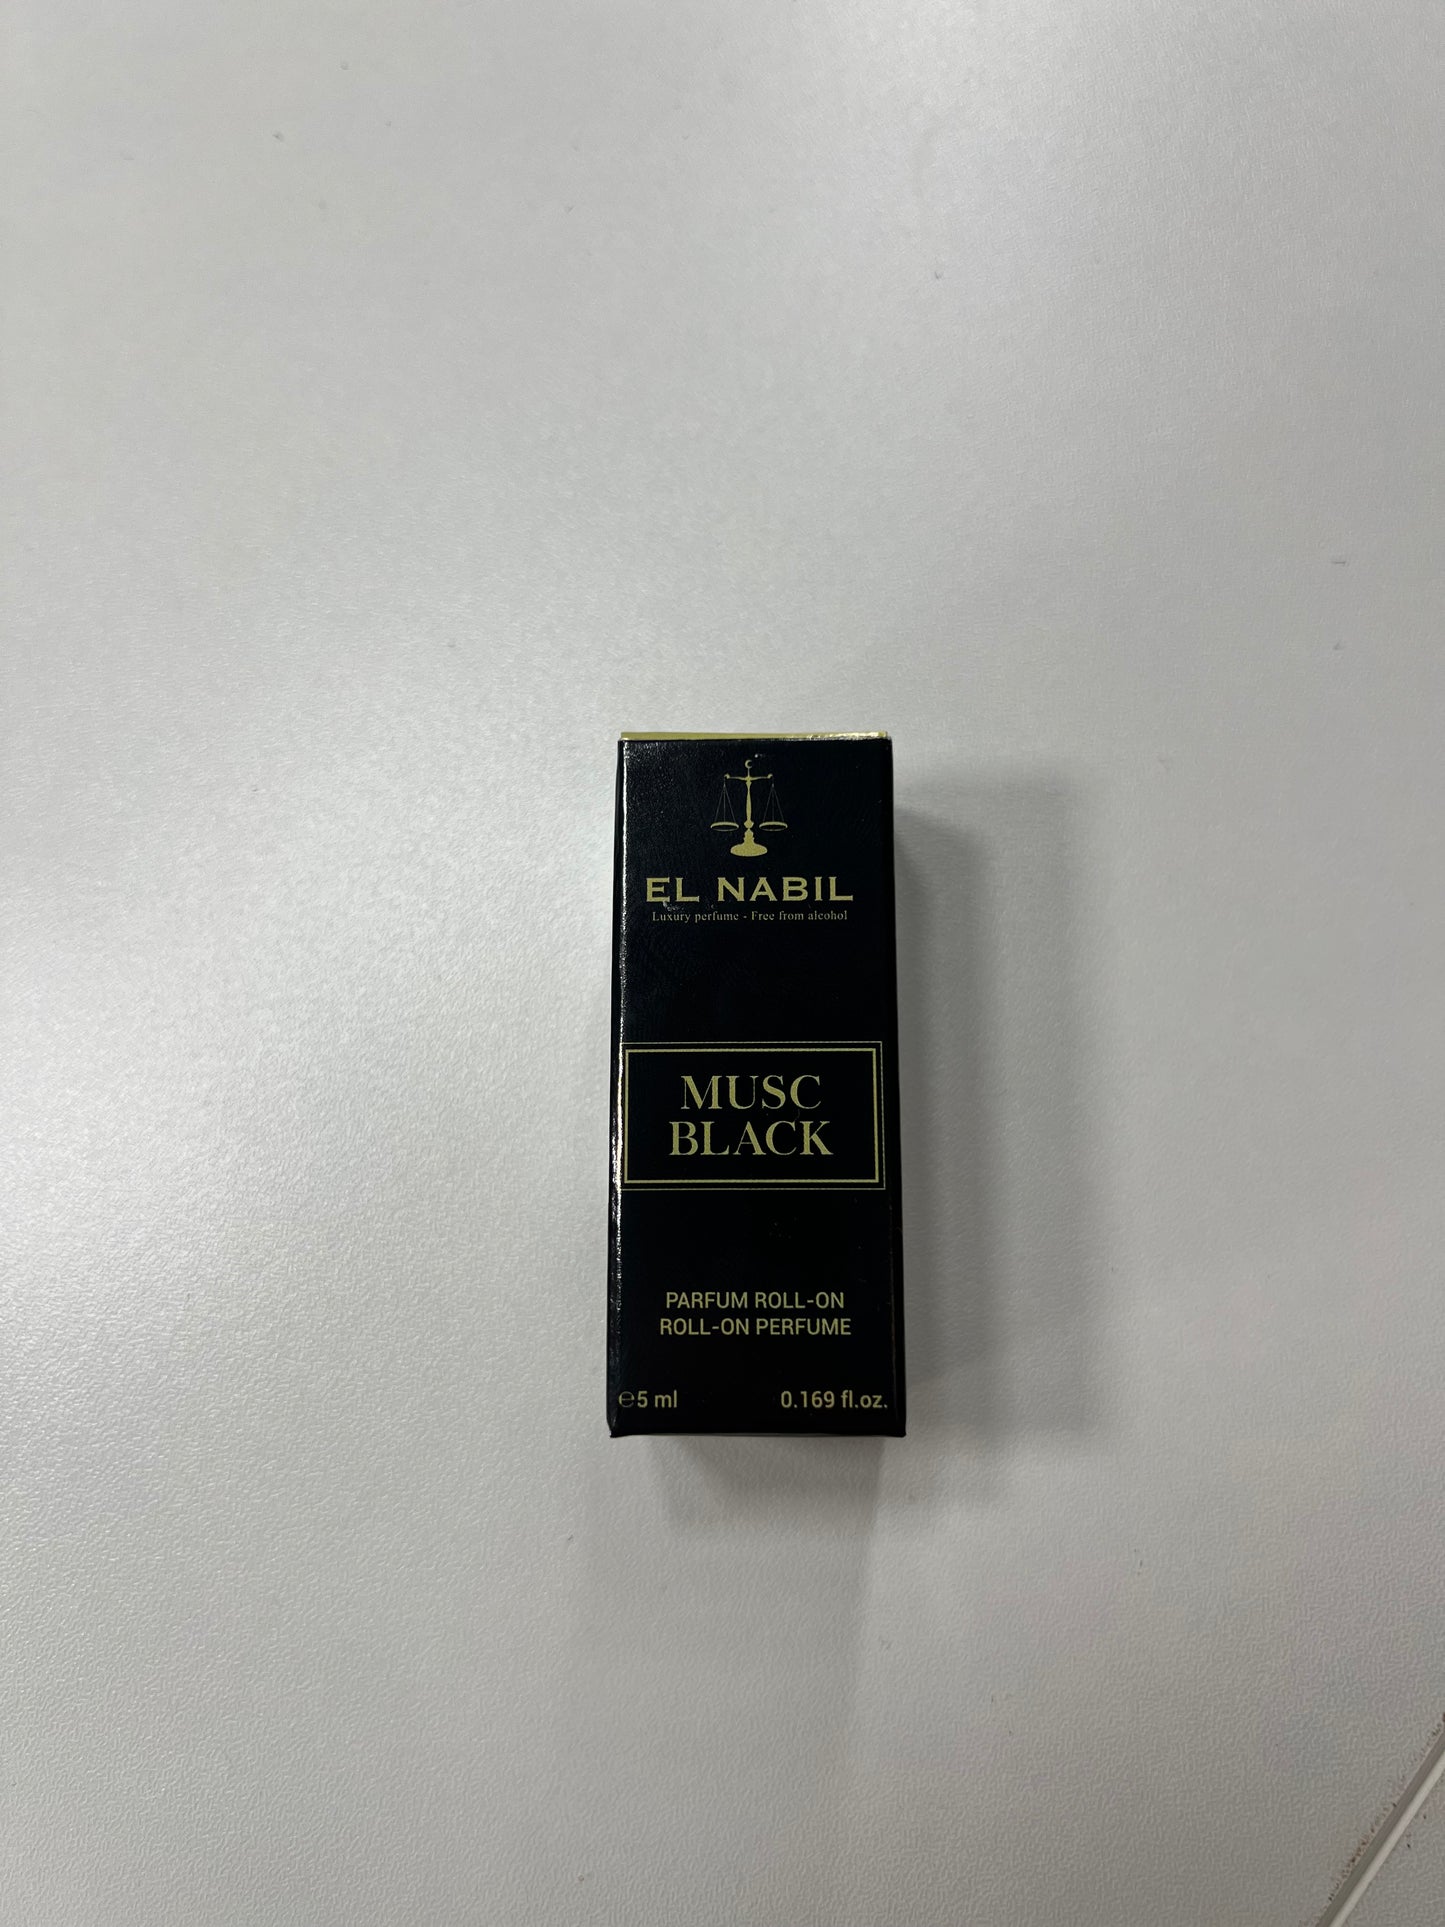 EL NABIL
Luxury perfume - Free from alcohol
MUSC
BLACK
PARFUM ROLL-ON
ROLL-ON PERFUME
℮5 ml 0.169 fl.oz.